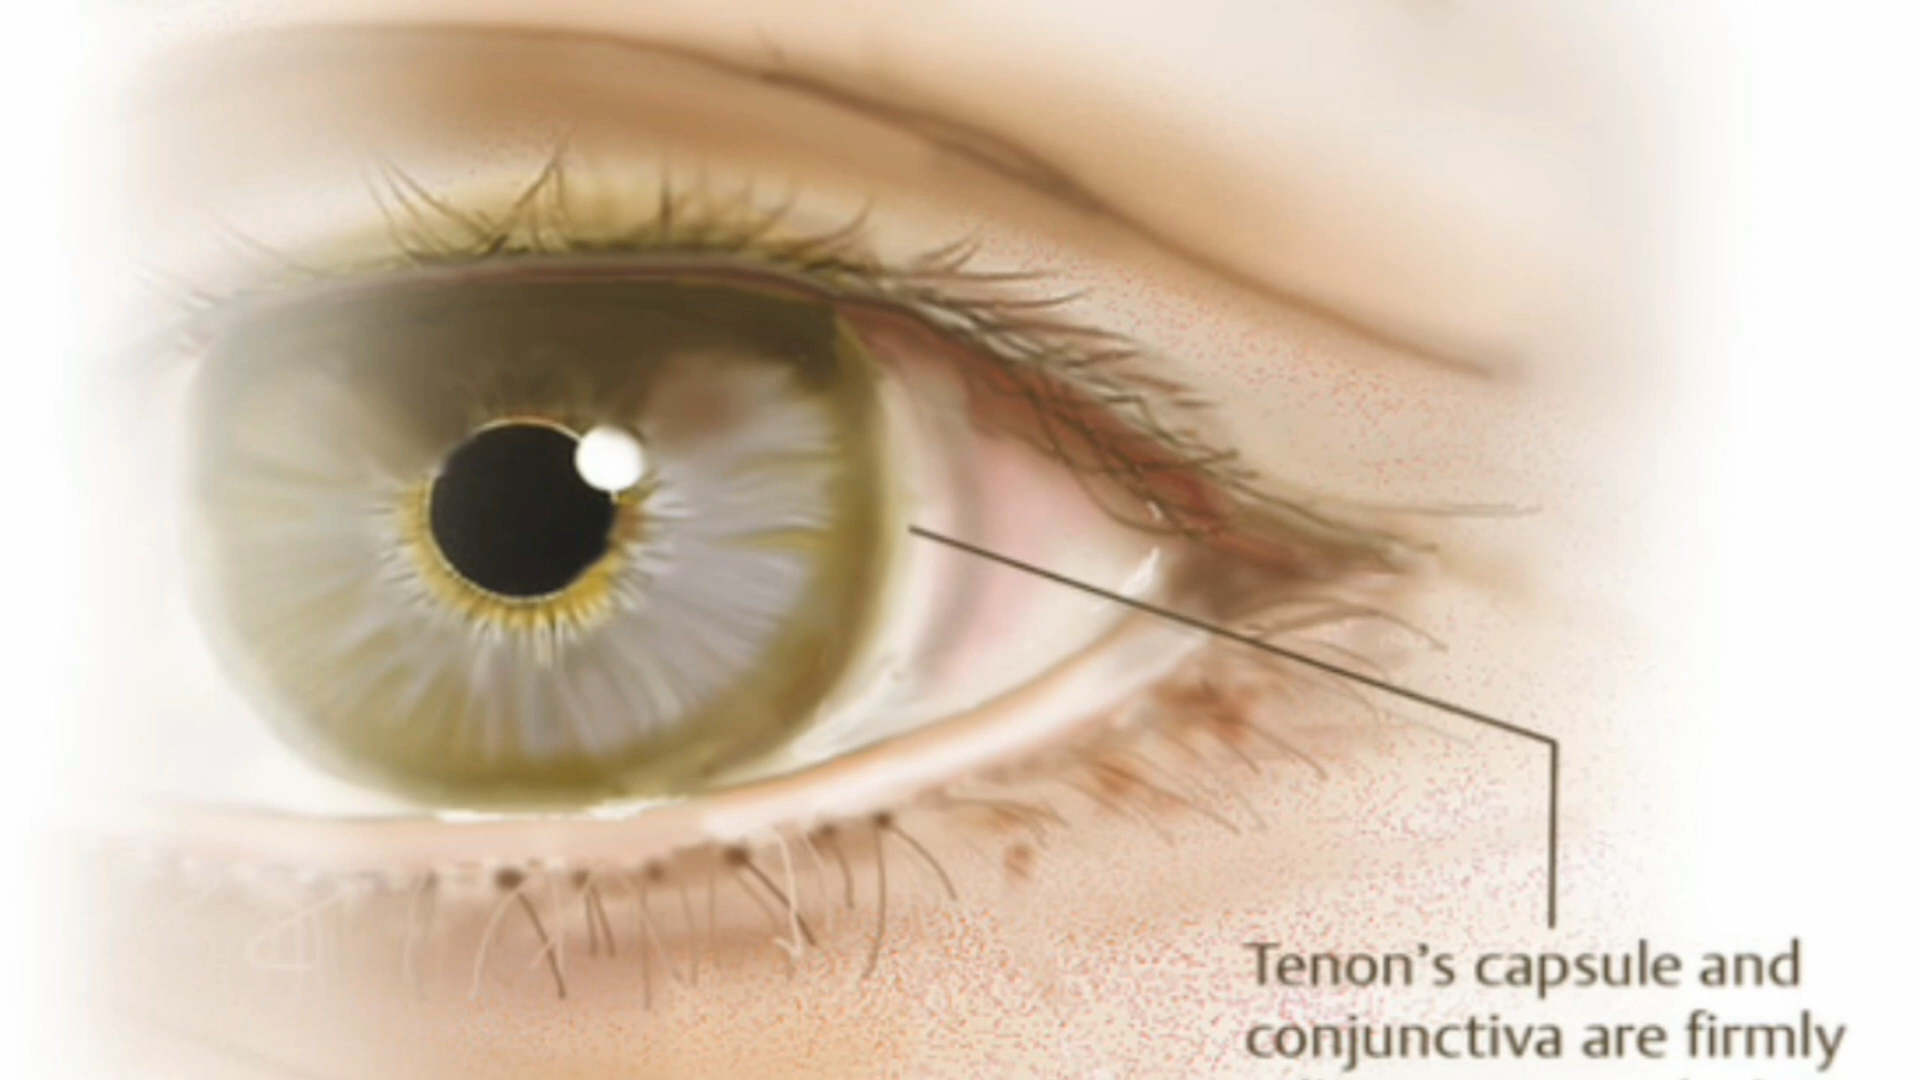 Tenon’s capsule and
conjunctiva are firmly